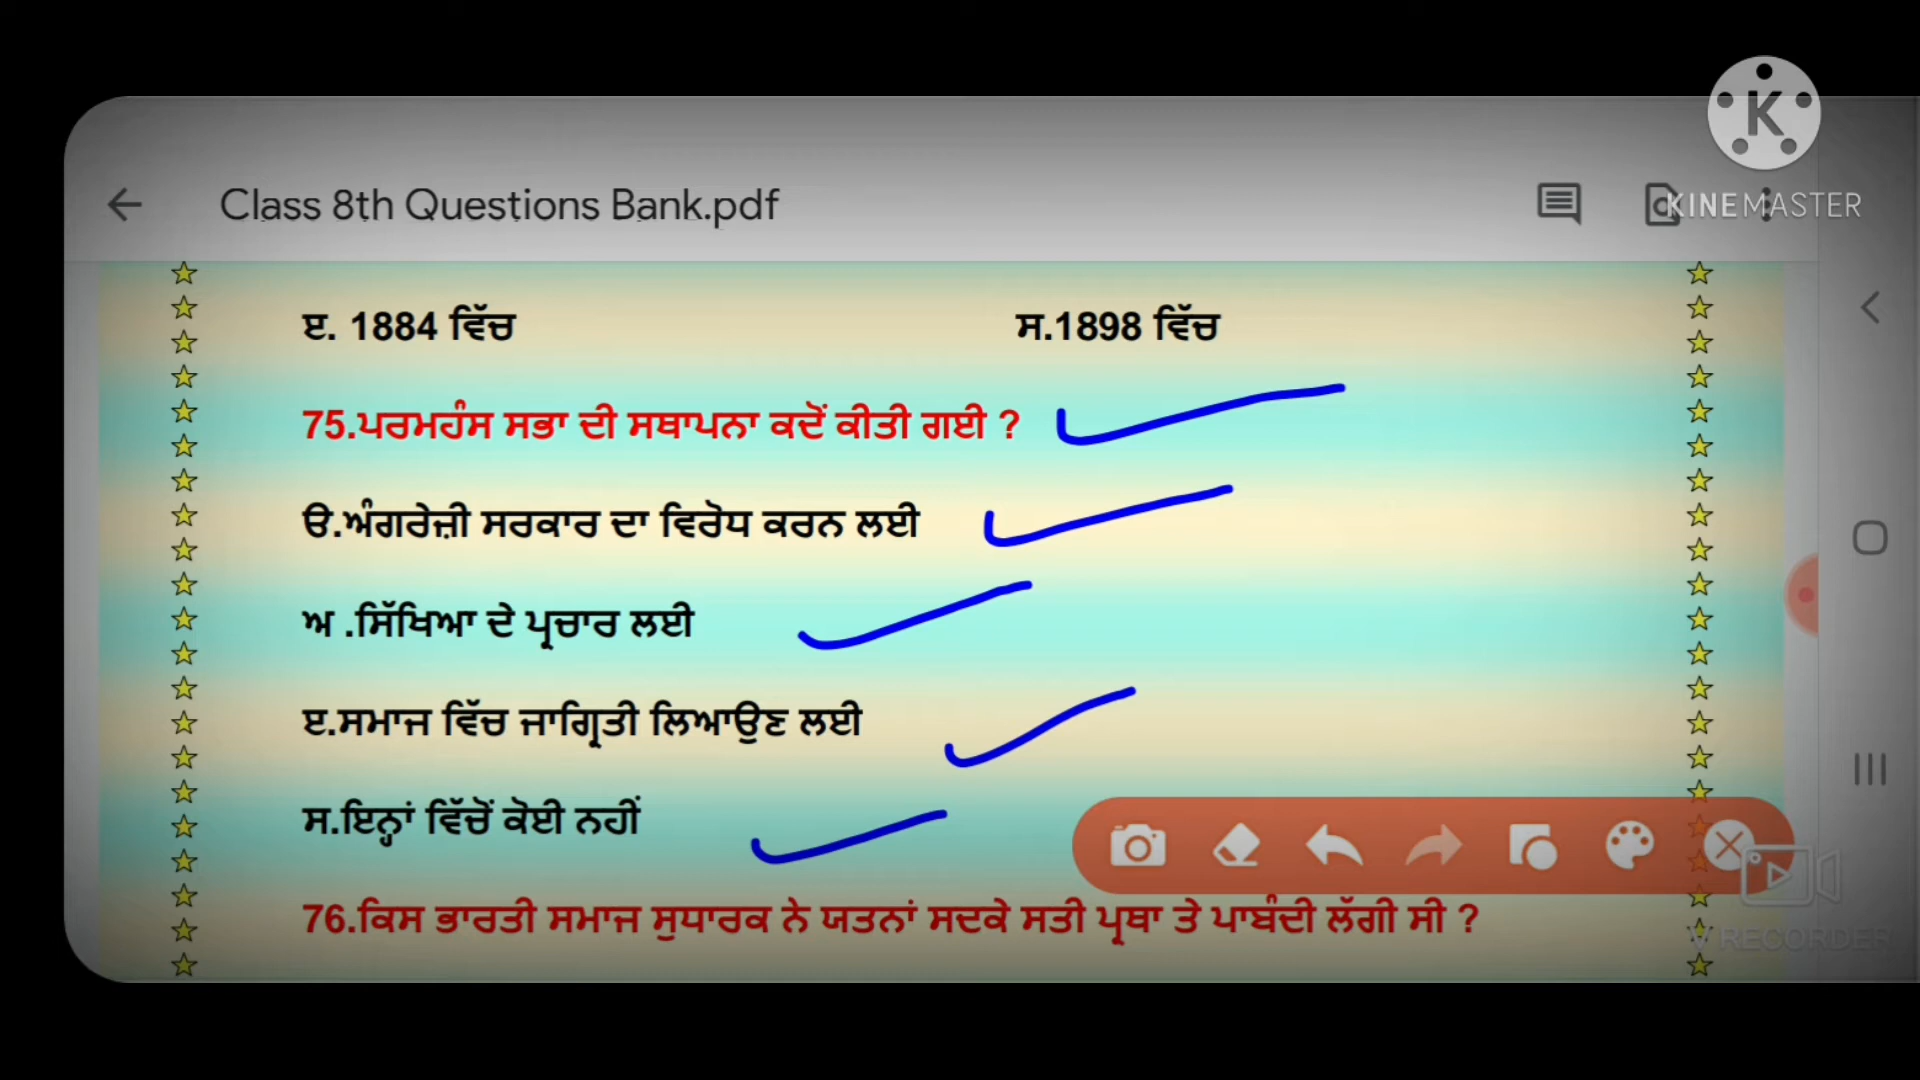 Class 8th Questions Bank.pdf
KINEMASTER
ੲ. 1884 ਵਿੱਚ ਸ.1898 ਵਿੱਚ
75.ਪਰਮਹੰਸ ਸਭਾ ਦੀ ਸਥਾਪਨਾ ਕਦੋਂ ਕੀਤੀ ਗਈ ?
ੳ.ਅੰਗਰੇਜ਼ੀ ਸਰਕਾਰ ਦਾ ਵਿਰੋਧ ਕਰਨ ਲਈ
ਅ .ਸਿੱਖਿਆ ਦੇ ਪ੍ਰਚਾਰ ਲਈ
ੲ.ਸਮਾਜ ਵਿੱਚ ਜਾਗ੍ਰਿਤੀ ਲਿਆਉਣ ਲਈ
ਸ.ਇਨ੍ਹਾਂ ਵਿੱਚੋਂ ਕੋਈ ਨਹੀਂ
76.ਕਿਸ ਭਾਰਤੀ ਸਮਾਜ ਸੁਧਾਰਕ ਨੇ ਯਤਨਾਂ ਸਦਕੇ ਸਤੀ ਪ੍ਰਥਾ ਤੇ ਪਾਬੰਦੀ ਲੱਗੀ ਸੀ ?
V RECORDER